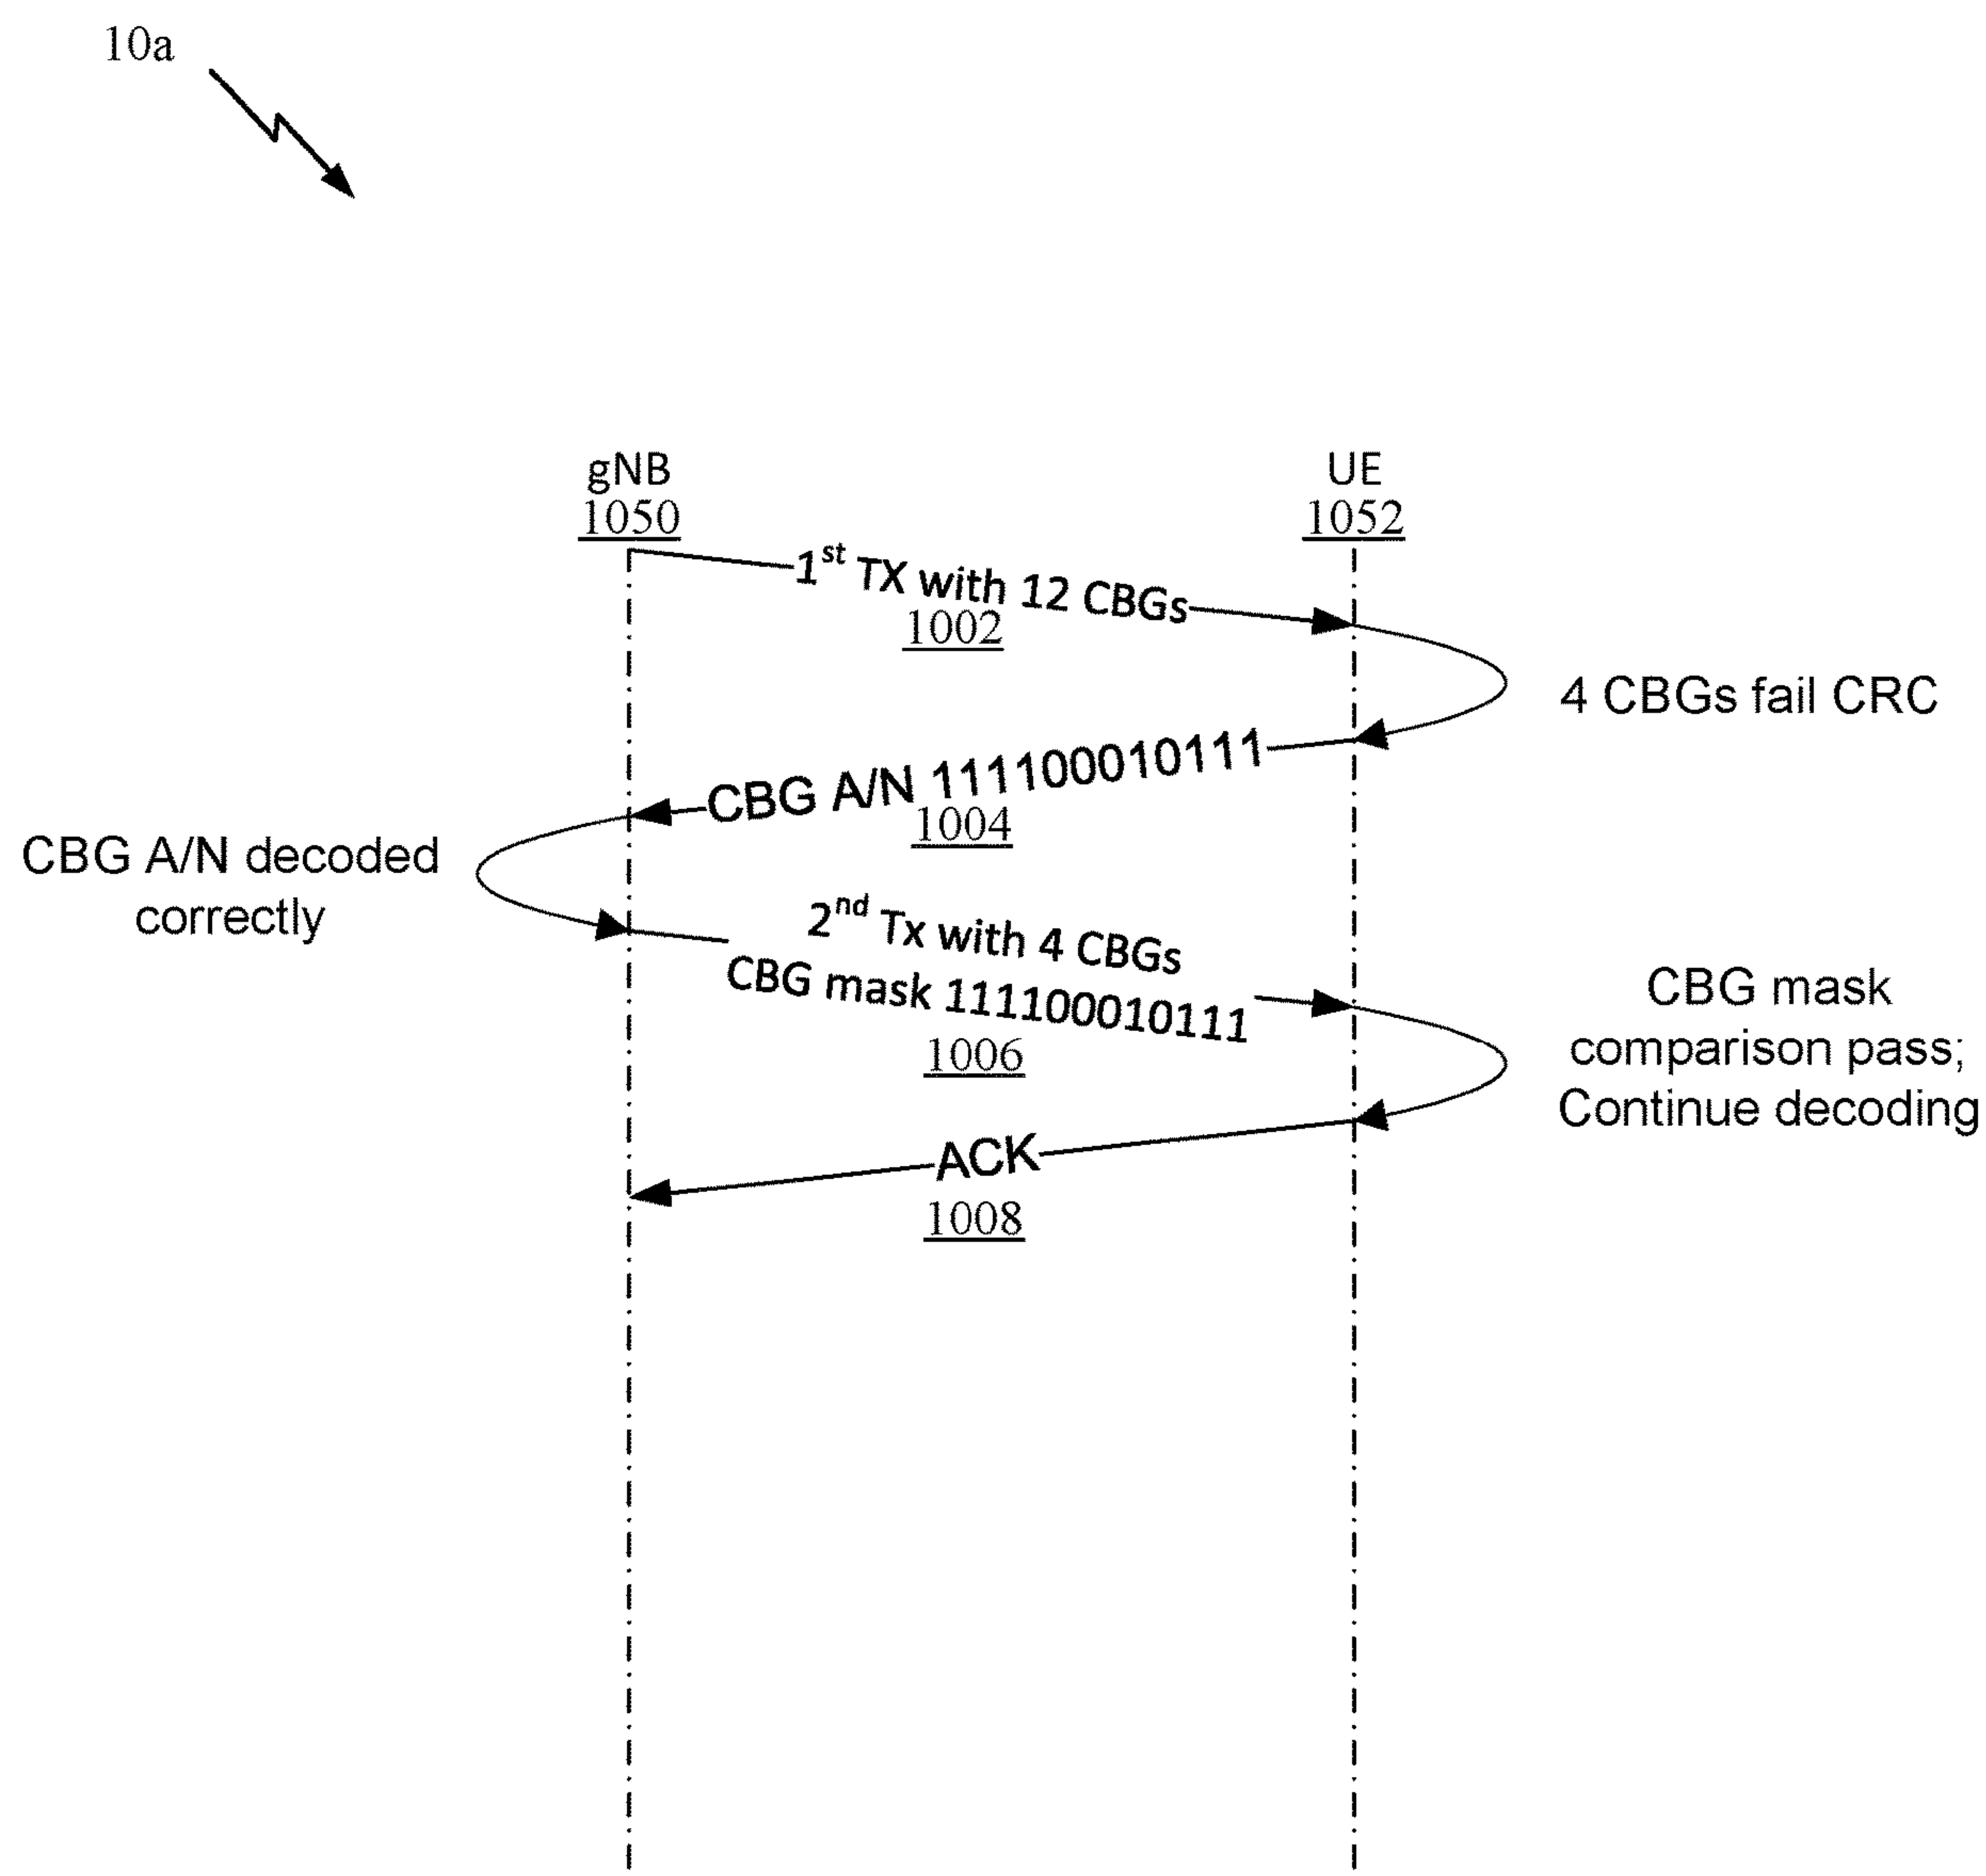 10a
gNB
1050
UE
1052
1st TX with 12 CBGs
1002
4 CBGs fail CRC
CBG A/N 111100010111
1004
CBG A/N decoded
correctly
2nd Tx with 4 CBGs
CBG mask 111100010111
1006
CBG mask
comparison pass;
Continue decoding
ACK
1008